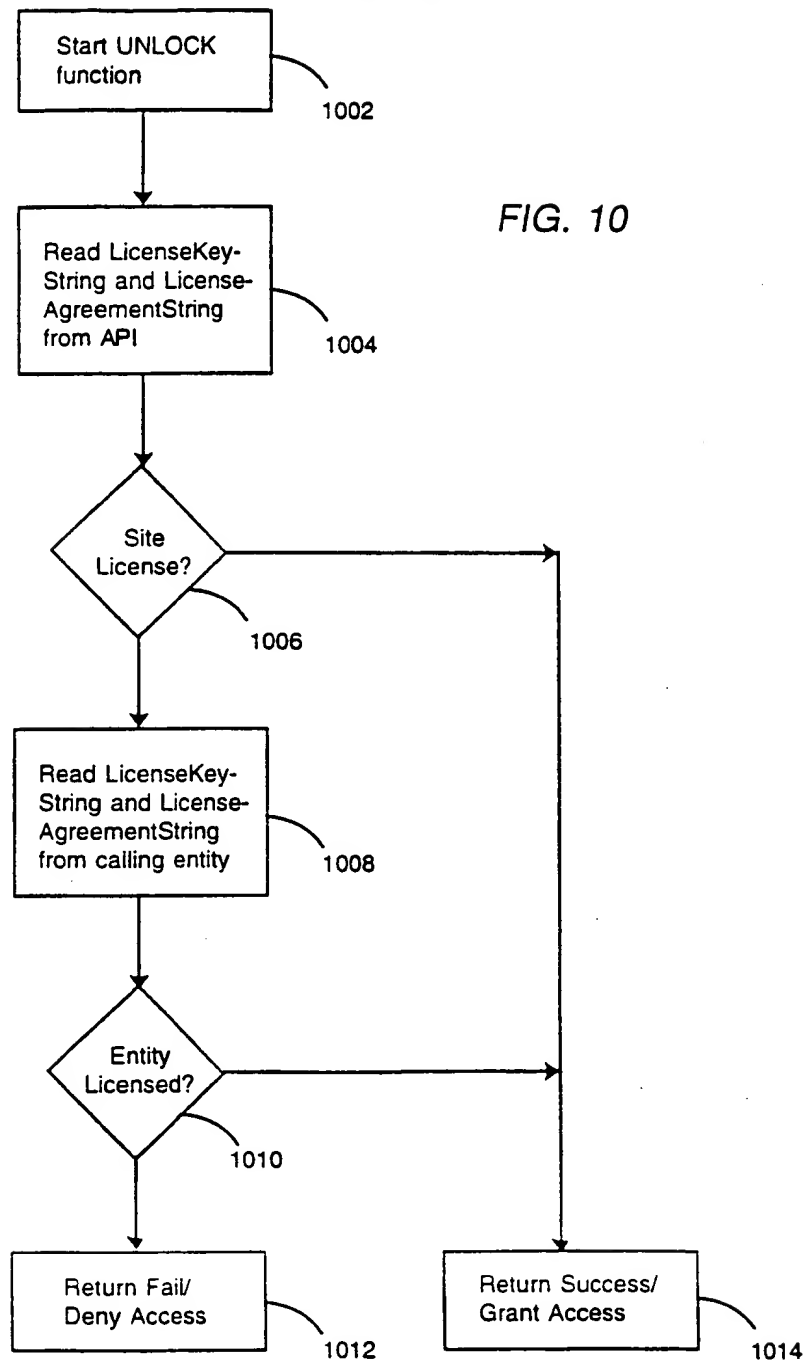 Start UNLOCK
function
1002
FIG. 10
Read LicenseKey-
String and License-
AgreementString
from API
1004
Site
License?
1006
Read LicenseKey-
String and License-
AgreementString
from calling entity
1008
Entity
Licensed?
1010
Return Fail/
Deny Access
1012
Return Success/
Grant Access
1014